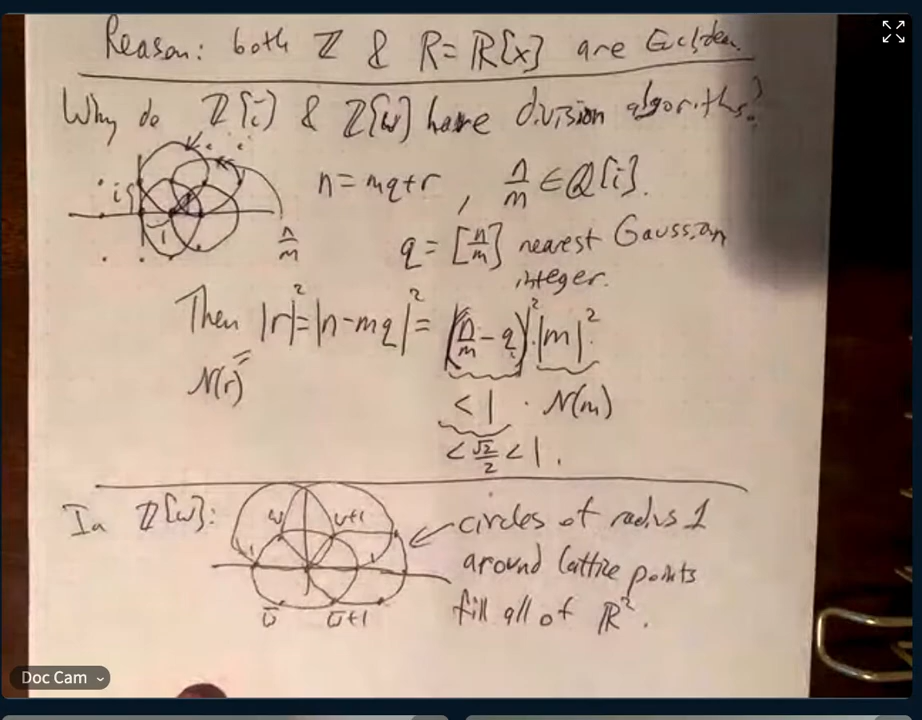 Reason: both ℤ & R = ℝ[x] are Euclidean.
Why do ℤ[i] & ℤ[ω] have division algorithms?
i
1
n/m
n = mq+r , n/m ∈ ℚ[i].
q = [n/m] nearest Gaussian
integer.
Then |r|² = |n-mq|² = |n/m - q|²·|m|².
N(r) =
< 1 · N(m)
< √2/2 < 1.
In ℤ[ω]:
ω
ω+1
1
ω̄
ω̄+1
circles of radius 1
around lattice points
fill all of ℝ².
Doc Cam